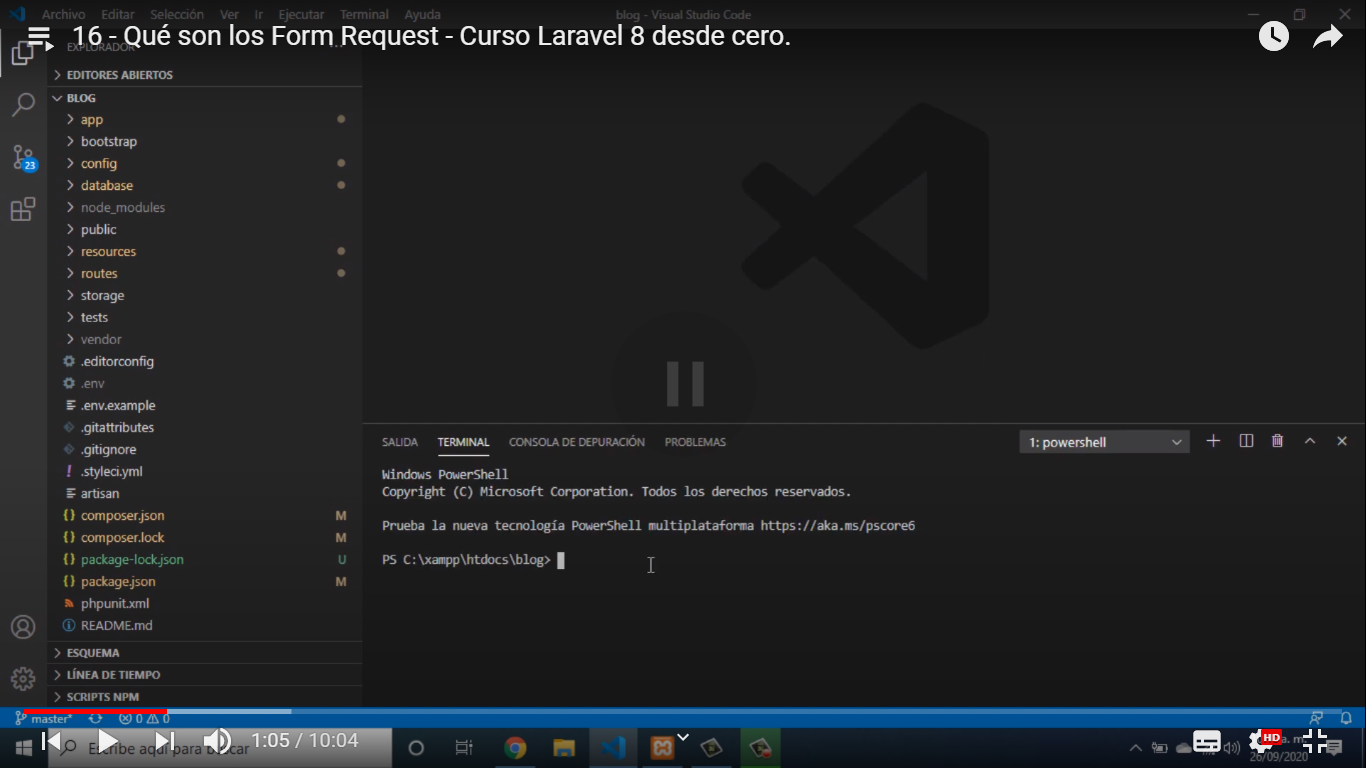 Archivo Editar Selección Ver Ir Ejecutar Terminal Ayuda
blog - Visual Studio Code
16 - Qué son los Form Request - Curso Laravel 8 desde cero.
EXPLORADOR
EDITORES ABIERTOS
BLOG
app
bootstrap
config
23
database
node_modules
public
resources
routes
storage
tests
vendor
.editorconfig
.env
.env.example
.gitattributes
.gitignore
.styleci.yml
artisan
composer.json M
composer.lock M
package-lock.json U
package.json M
phpunit.xml
README.md
ESQUEMA
LÍNEA DE TIEMPO
SCRIPTS NPM
SALIDA TERMINAL CONSOLA DE DEPURACIÓN PROBLEMAS
1: powershell
Windows PowerShell
Copyright (C) Microsoft Corporation. Todos los derechos reservados.
Prueba la nueva tecnología PowerShell multiplataforma https://aka.ms/pscore6
PS C:\xampp\htdocs\blog>
master* 0 0
Escribe aquí para buscar
1:05 / 10:04
HD
26/09/2020